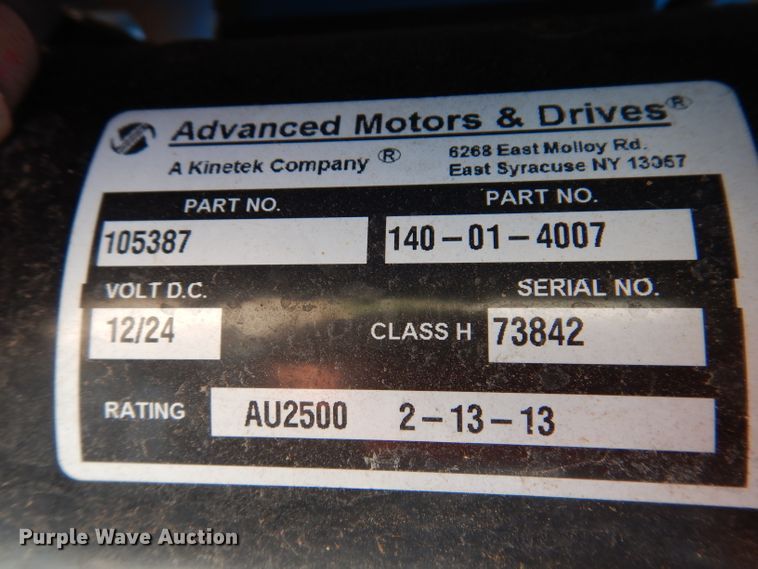 Advanced Motors & Drives®
A Kinetek Company ®
6268 East Molloy Rd.
East Syracuse NY 13057
PART NO.
PART NO.
105387
140-01-4007
VOLT D.C.
SERIAL NO.
12/24
CLASS H
73842
RATING
AU2500 2-13-13
Purple Wave Auction